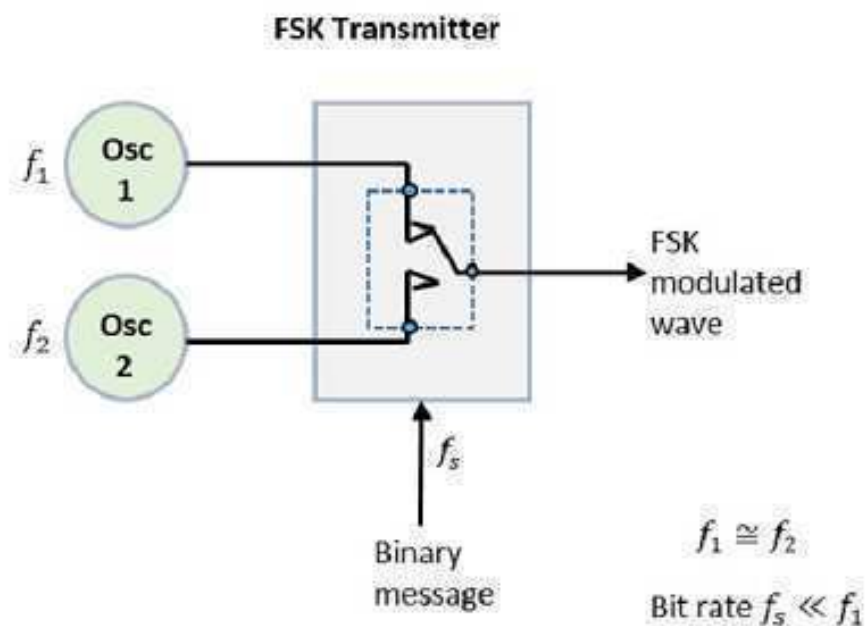 FSK Transmitter
f₁
Osc
1
f₂
Osc
2
FSK
modulated
wave
fₛ
Binary
message
f₁ ≅ f₂
Bit rate fₛ ≪ f₁